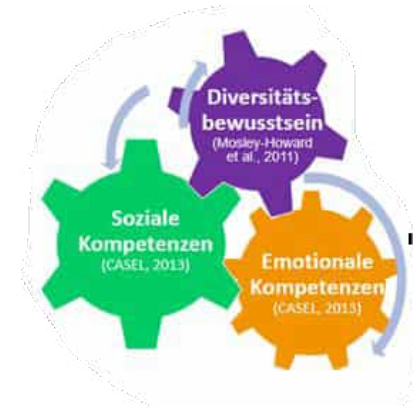 Diversitäts-
bewusstsein
(Mosley-Howard
et al., 2011)
Soziale
Kompetenzen
(CASEL, 2013)
Emotionale
Kompetenzen
(CASEL, 2013)